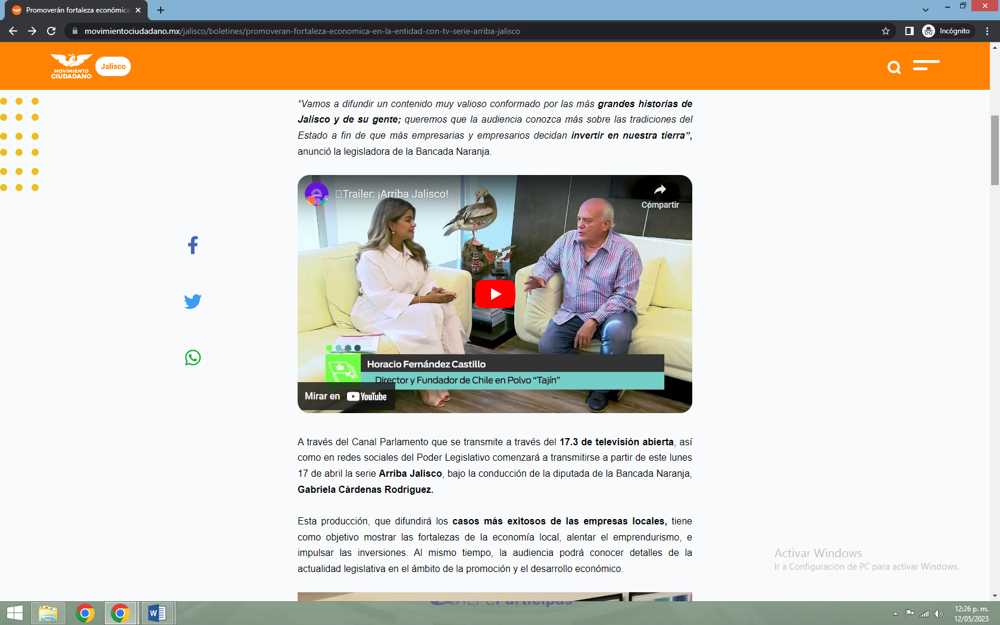 Promoverán fortaleza económica
movimientociudadano.mx/jalisco/boletines/promoveran-fortaleza-economica-en-la-entidad-con-tv-serie-arriba-jalisco
Incógnito
MOVIMIENTO
CIUDADANO
Jalisco
“Vamos a difundir un contenido muy valioso conformado por las más grandes historias de
Jalisco y de su gente; queremos que la audiencia conozca más sobre las tradiciones del
Estado a fin de que más empresarias y empresarios decidan invertir en nuestra tierra”,
anunció la legisladora de la Bancada Naranja.
Trailer: ¡Arriba Jalisco!
Compartir
Horacio Fernández Castillo
Director y Fundador de Chile en Polvo “Tajín”
Mirar en YouTube
A través del Canal Parlamento que se transmite a través del 17.3 de televisión abierta, así
como en redes sociales del Poder Legislativo comenzará a transmitirse a partir de este lunes
17 de abril la serie Arriba Jalisco, bajo la conducción de la diputada de la Bancada Naranja,
Gabriela Cárdenas Rodríguez.
Esta producción, que difundirá los casos más exitosos de las empresas locales, tiene
como objetivo mostrar las fortalezas de la economía local, alentar el emprendurismo, e
impulsar las inversiones. Al mismo tiempo, la audiencia podrá conocer detalles de la
actualidad legislativa en el ámbito de la promoción y el desarrollo económico.
Activar Windows
Ir a Configuración de PC para activar Windows.
12:26 p. m.
12/05/2023